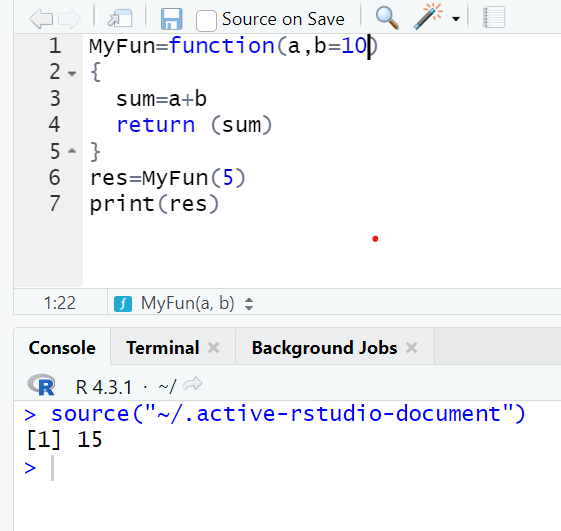 Source on Save
1 MyFun=function(a,b=10)
2 {
3   sum=a+b
4   return (sum)
5 }
6 res=MyFun(5)
7 print(res)
1:22 MyFun(a, b)
Console Terminal Background Jobs
R R 4.3.1 · ~/
> source("~/.active-rstudio-document")
[1] 15
>